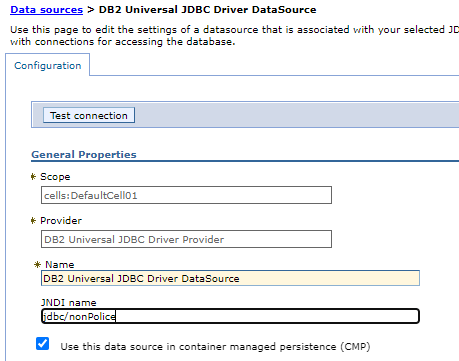 Data sources > DB2 Universal JDBC Driver DataSource
Use this page to edit the settings of a datasource that is associated with your selected
with connections for accessing the database.
Configuration
Test connection
General Properties
* Scope
cells:DefaultCell01
* Provider
DB2 Universal JDBC Driver Provider
* Name
DB2 Universal JDBC Driver DataSource
JNDI name
jdbc/nonPolice
Use this data source in container managed persistence (CMP)